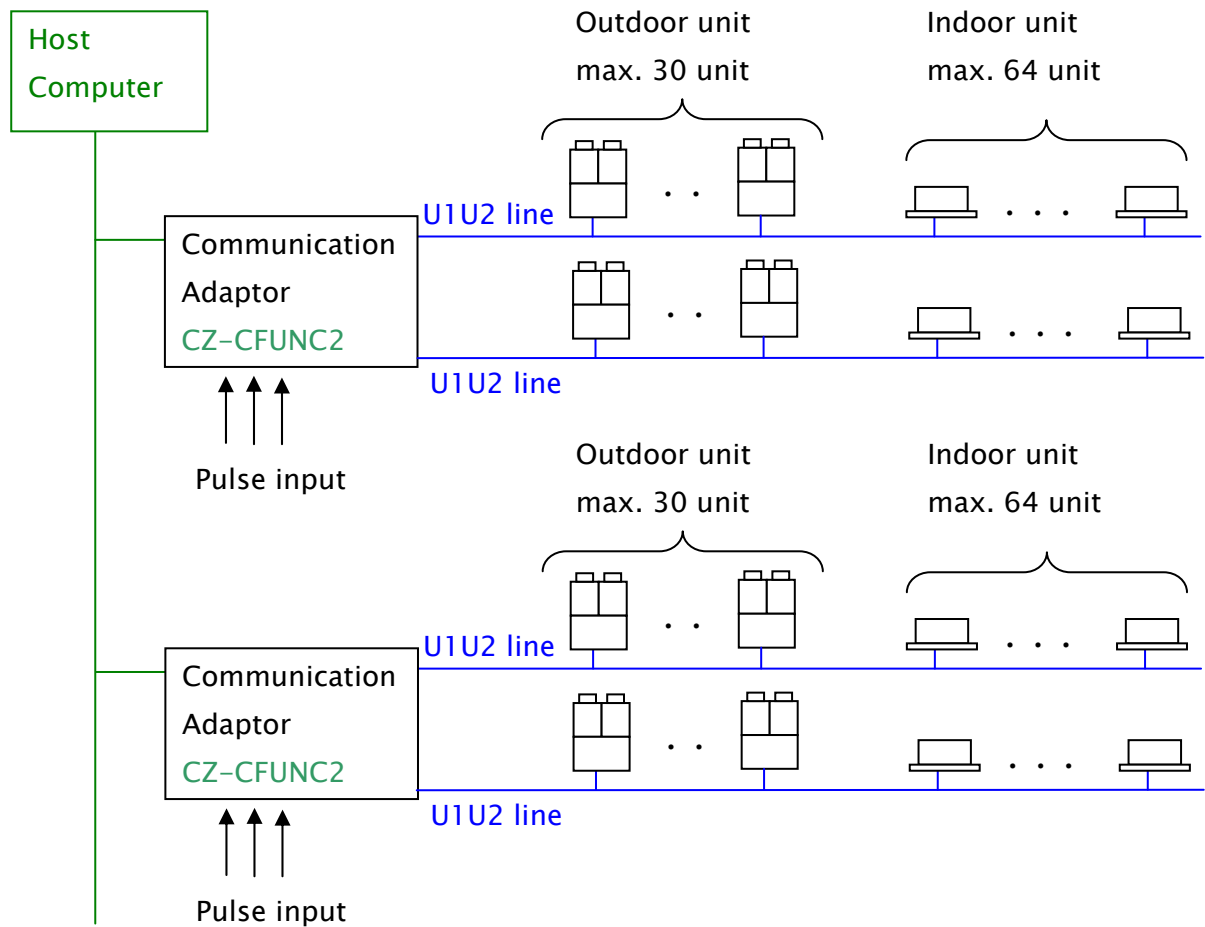 Host
Computer
Outdoor unit
max. 30 unit
Indoor unit
max. 64 unit
U1U2 line
Communication
Adaptor
CZ-CFUNC2
U1U2 line
Pulse input
Outdoor unit
max. 30 unit
Indoor unit
max. 64 unit
U1U2 line
Communication
Adaptor
CZ-CFUNC2
U1U2 line
Pulse input